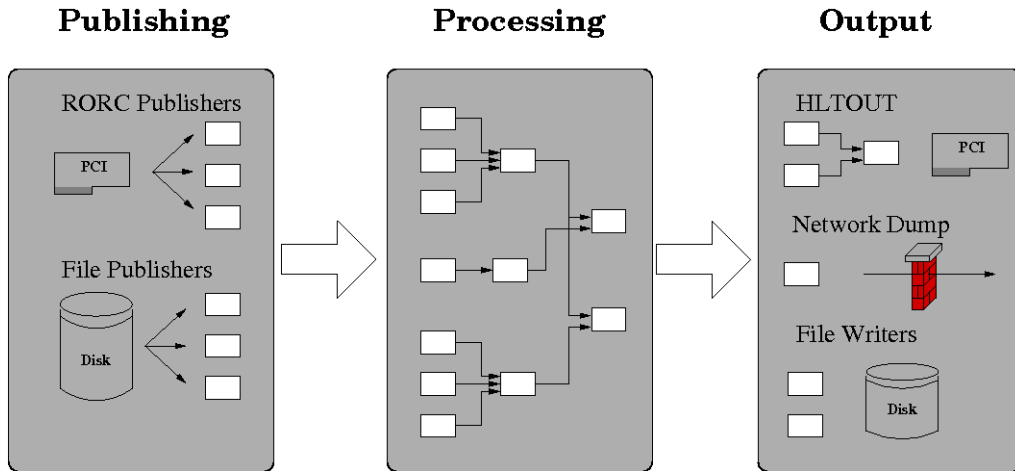 Publishing
Processing
Output
RORC Publishers
PCI
File Publishers
Disk
HLTOUT
PCI
Network Dump
File Writers
Disk